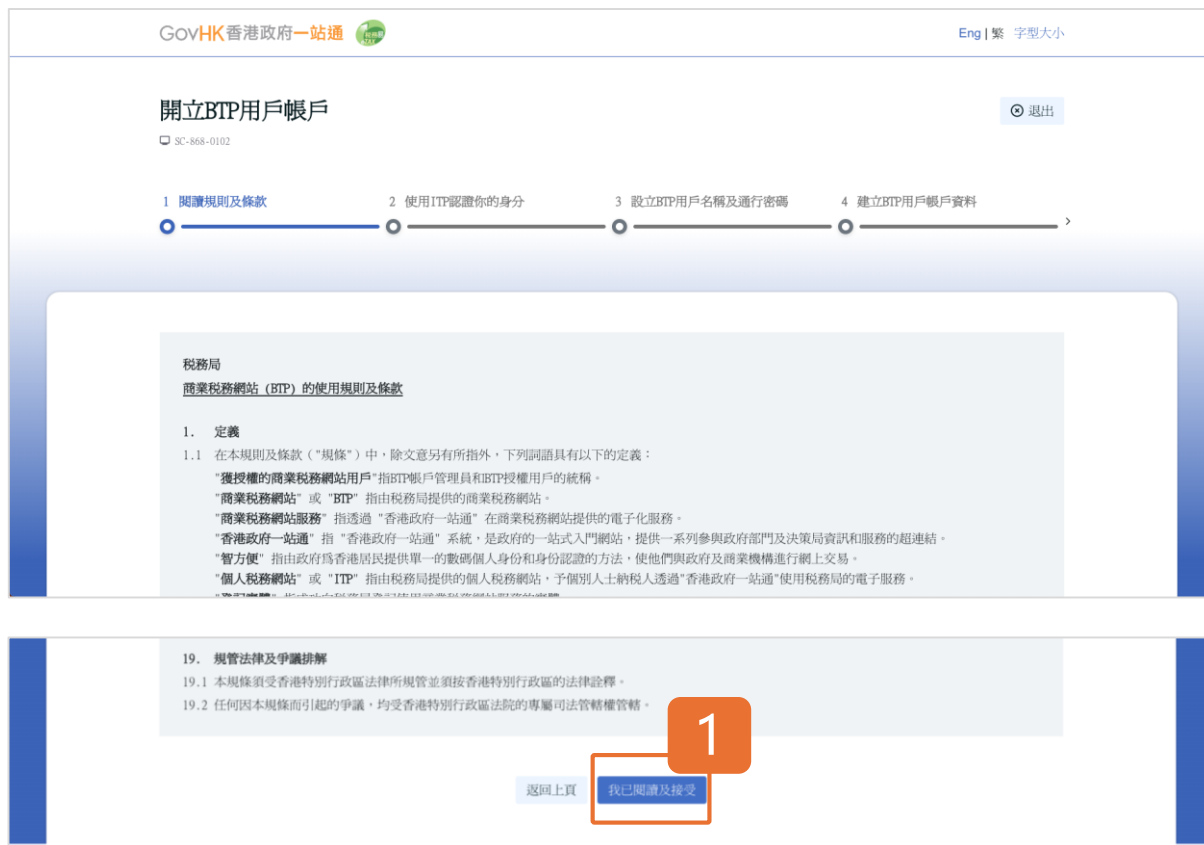 GovHK香港政府一站通
Eng | 繁 字型大小
開立BTP用戶帳戶
退出
SC-868-0102
1 閱讀規則及條款
2 使用ITP認證你的身分
3 設立BTP用戶名稱及通行密碼
4 建立BTP用戶帳戶資料
税務局
商業税務網站 (BTP) 的使用規則及條款
1. 定義
1.1 在本規則及條款 ("規條") 中，除文意另有所指外，下列詞語具有以下的定義：
"獲授權的商業税務網站用戶"指BTP帳戶管理員和BTP授權用戶的統稱。
"商業税務網站" 或 "BTP" 指由税務局提供的商業税務網站。
"商業税務網站服務" 指透過 "香港政府一站通" 在商業税務網站提供的電子化服務。
"香港政府一站通" 指 "香港政府一站通" 系統，是政府的一站式入門網站，提供一系列參與政府部門及決策局資訊和服務的超連結。
"智方便" 指由政府爲香港居民提供單一的數碼個人身份和身份認證的方法，使他們與政府及商業機構進行網上交易。
"個人税務網站" 或 "ITP" 指由税務局提供的個人税務網站，予個別人士納税人透過"香港政府一站通"使用税務局的電子服務。
19. 規管法律及爭議排解
19.1 本規條須受香港特別行政區法律所規管並須按香港特別行政區的法律詮釋。
19.2 任何因本規條而引起的爭議，均受香港特別行政區法院的專屬司法管轄權管轄。
1
返回上頁
我已閱讀及接受